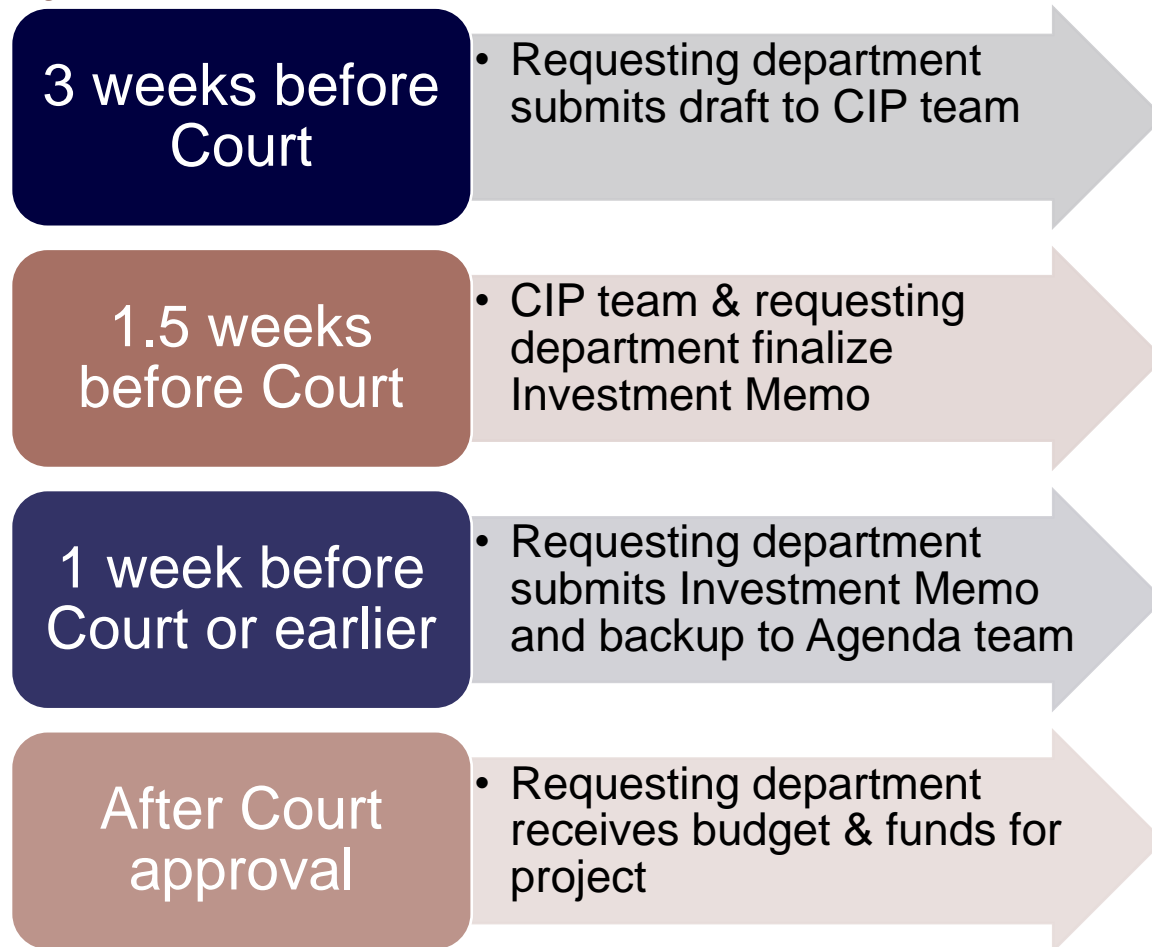 3 weeks before
Court
• Requesting department
submits draft to CIP team
1.5 weeks
before Court
• CIP team & requesting
department finalize
Investment Memo
1 week before
Court or earlier
• Requesting department
submits Investment Memo
and backup to Agenda team
After Court
approval
• Requesting department
receives budget & funds for
project